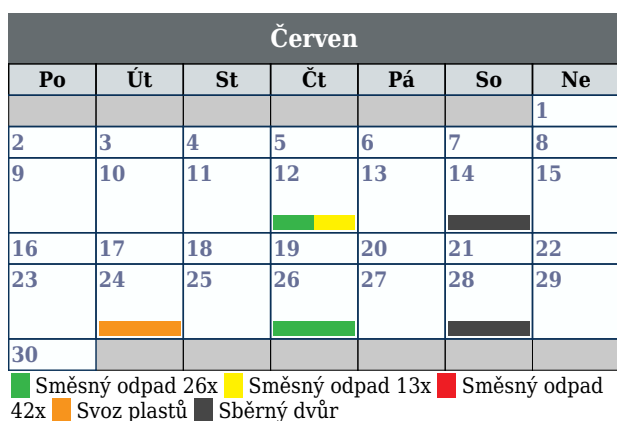 Červen
Po Út St Čt Pá So Ne
1
2 3 4 5 6 7 8
9 10 11 12 13 14 15
16 17 18 19 20 21 22
23 24 25 26 27 28 29
30
Směsný odpad 26x Směsný odpad 13x Směsný odpad
42x Svoz plastů Sběrný dvůr